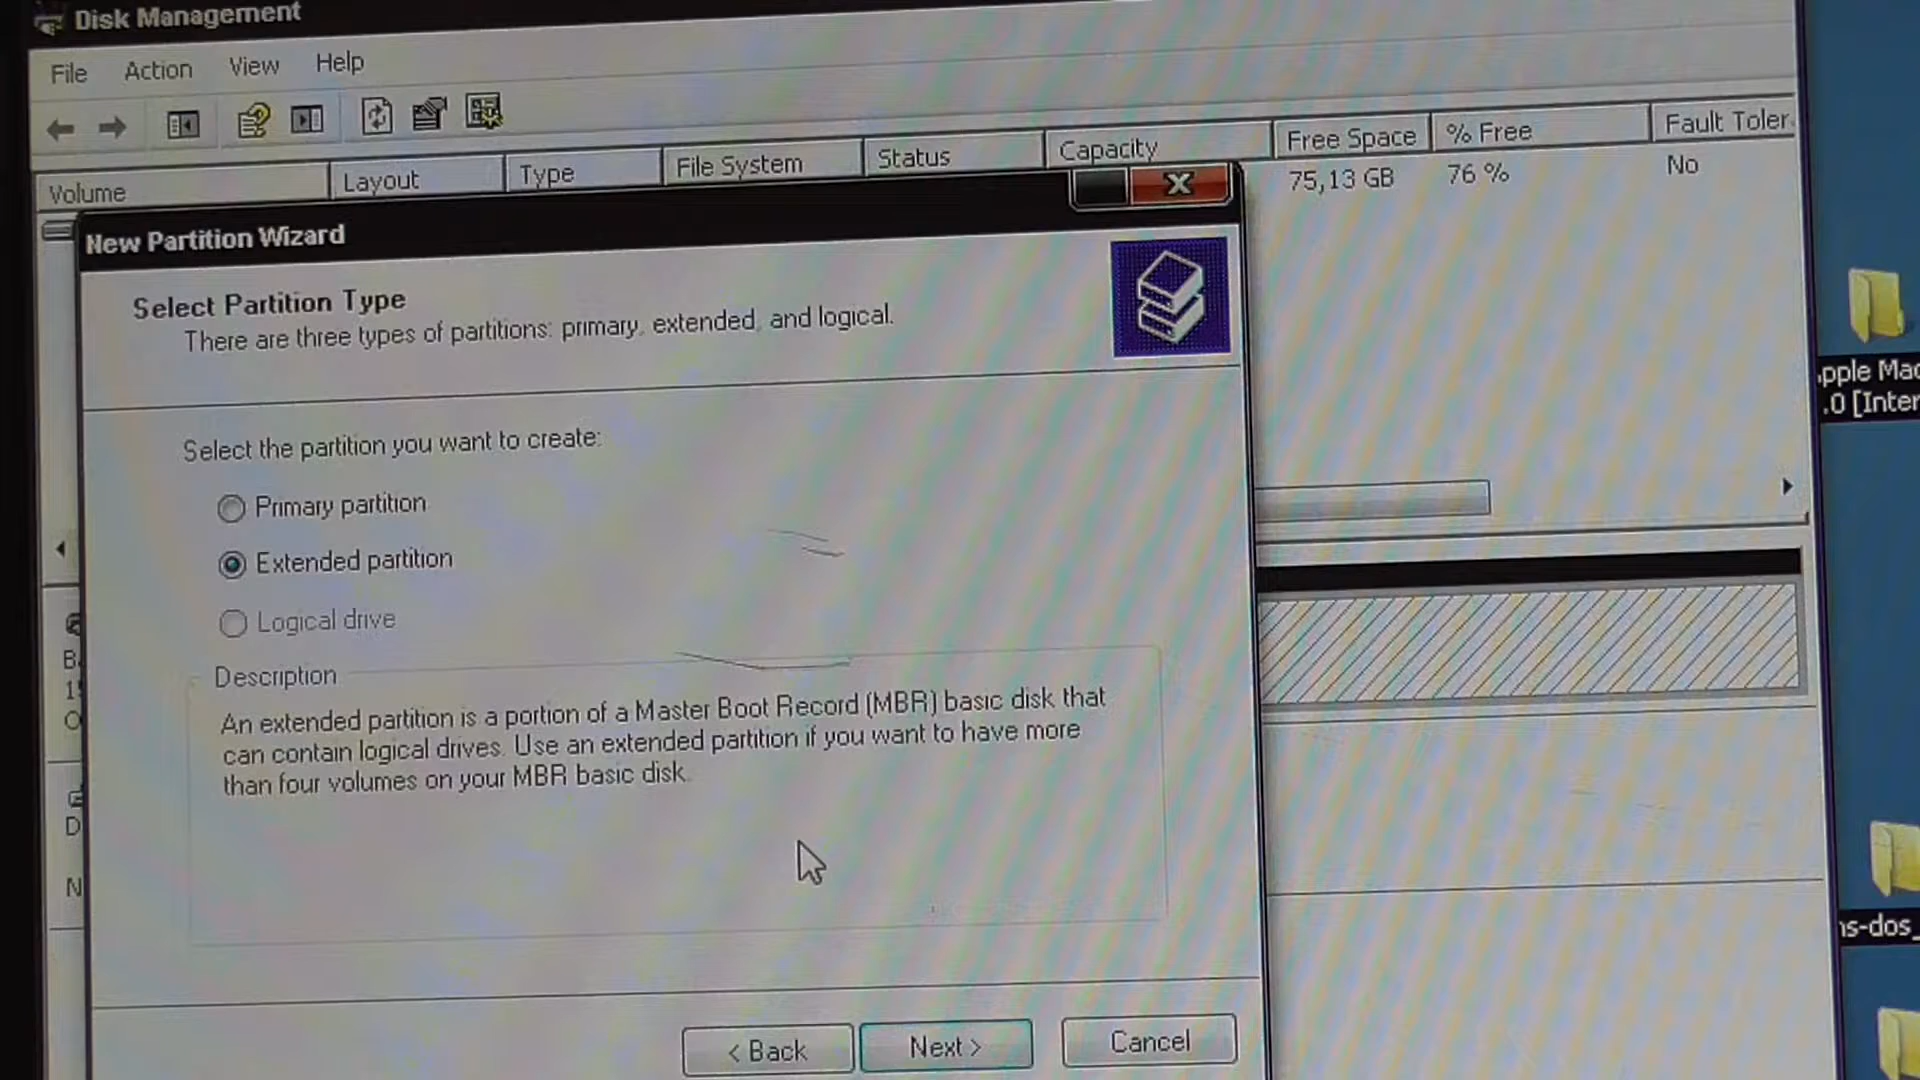 Disk Management
File Action View Help
Volume Layout Type File System Status Capacity Free Space % Free Fault Toler
75,13 GB 76 % No
New Partition Wizard
Select Partition Type
There are three types of partitions: primary, extended, and logical.
Select the partition you want to create:
Primary partition
Extended partition
Logical drive
Description
An extended partition is a portion of a Master Boot Record (MBR) basic disk that
can contain logical drives. Use an extended partition if you want to have more
than four volumes on your MBR basic disk.
< Back Next > Cancel
pple Mac
.0 [Inter
s-dos_